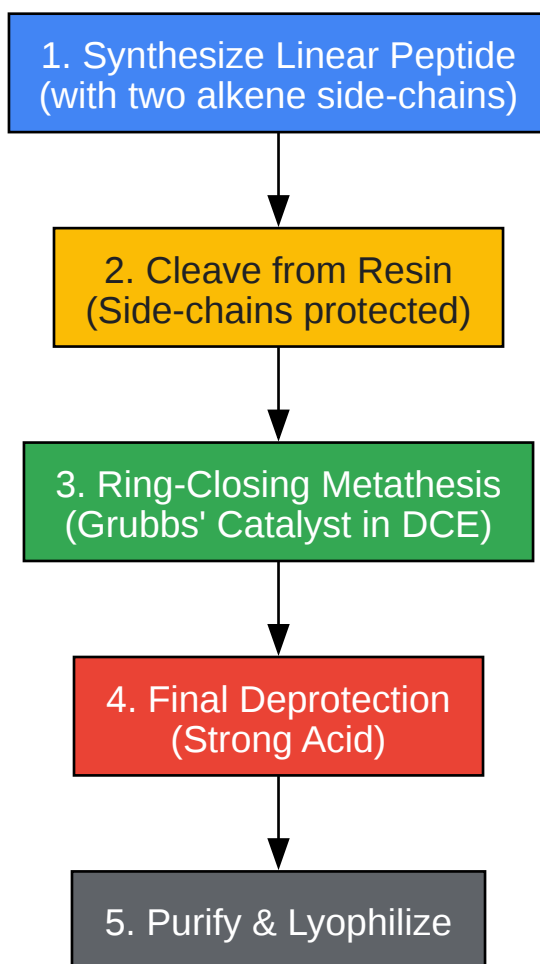 1. Synthesize Linear Peptide
(with two alkene side-chains)
2. Cleave from Resin
(Side-chains protected)
3. Ring-Closing Metathesis
(Grubbs' Catalyst in DCE)
4. Final Deprotection
(Strong Acid)
5. Purify & Lyophilize